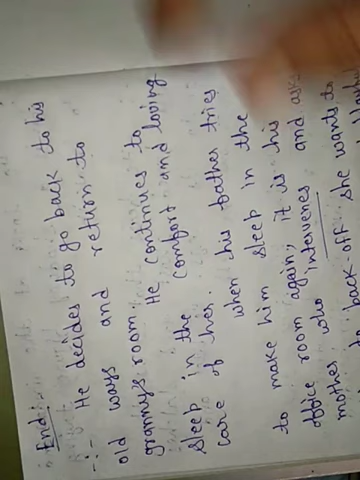 End:
-:- He decides to go back to his
old ways and return to
grannys room. He continues to
sleep in the comfort and loving
care of her. when his father tries
to make him sleep in the
office room again, it is his
mother who intervenes and asks
to back-off she wants to